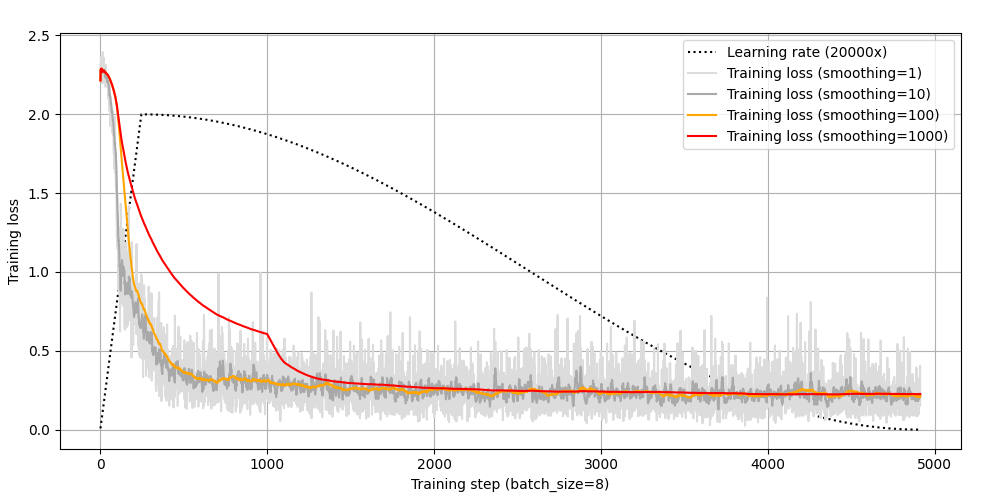 2.5
2.0
1.5
1.0
0.5
0.0
Training loss
Learning rate (20000x)
Training loss (smoothing=1)
Training loss (smoothing=10)
Training loss (smoothing=100)
Training loss (smoothing=1000)
0 1000 2000 3000 4000 5000
Training step (batch_size=8)